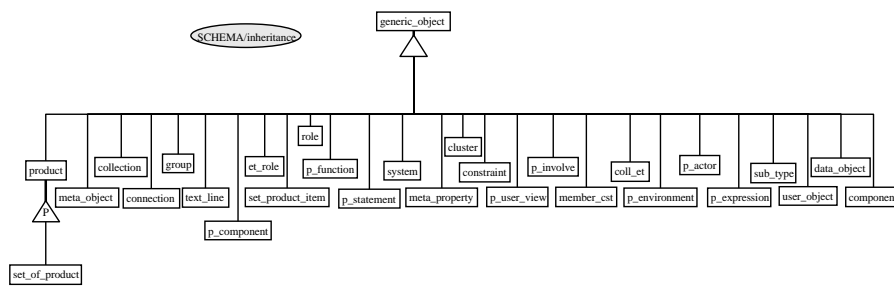 generic_object
SCHEMA/inheritance
role
cluster
product
collection
group
et_role
p_function
system
constraint
p_involve
coll_et
p_actor
sub_type
data_object
meta_object
connection
text_line
set_product_item
p_statement
meta_property
p_user_view
member_cst
p_environment
p_expression
user_object
component
P
p_component
set_of_product